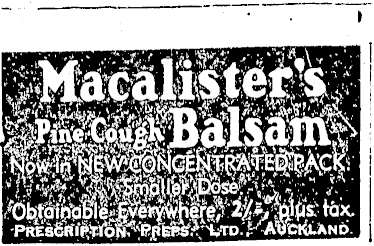 Macalister's
Pine Cough Balsam
Now in NEW CONCENTRATED PACK
Smaller Dose
Obtainable Everywhere, 2/-, plus tax.
PRESCRIPTION PREPS. LTD., AUCKLAND.